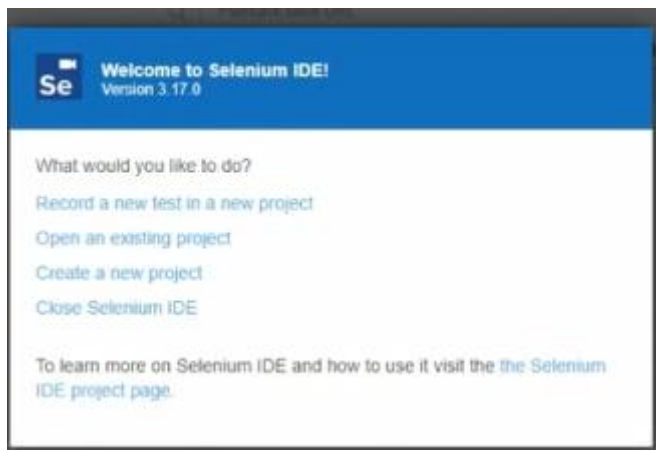 Se
Welcome to Selenium IDE!
Version 3.17.0
What would you like to do?
Record a new test in a new project
Open an existing project
Create a new project
Close Selenium IDE
To learn more on Selenium IDE and how to use it visit the the Selenium
IDE project page.